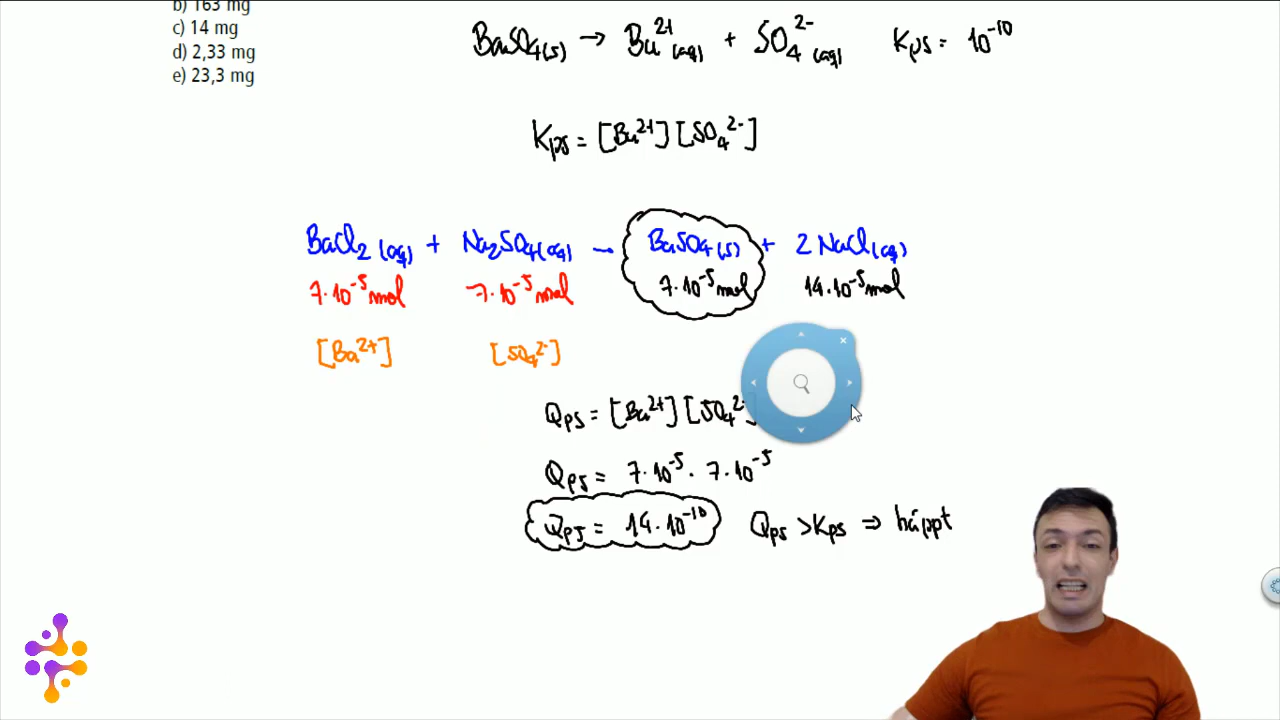 b) 163 mg
c) 14 mg
d) 2,33 mg
e) 23,3 mg
BaSO₄(s) → Ba²⁺(aq) + SO₄²⁻(aq) Kps = 10⁻¹⁰
Kps = [Ba²⁺][SO₄²⁻]
BaCl₂(aq) + Na₂SO₄(aq) → BaSO₄(s) + 2 NaCl(aq)
7·10⁻⁵ mol 7·10⁻⁵ mol 7·10⁻⁵ mol 14·10⁻⁵ mol
[Ba²⁺] [SO₄²⁻]
Qps = [Ba²⁺][SO₄²⁻]
Qps = 7·10⁻⁵ · 7·10⁻⁵
Qps = 14·10⁻¹⁰ Qps > Kps ⇒ há ppt